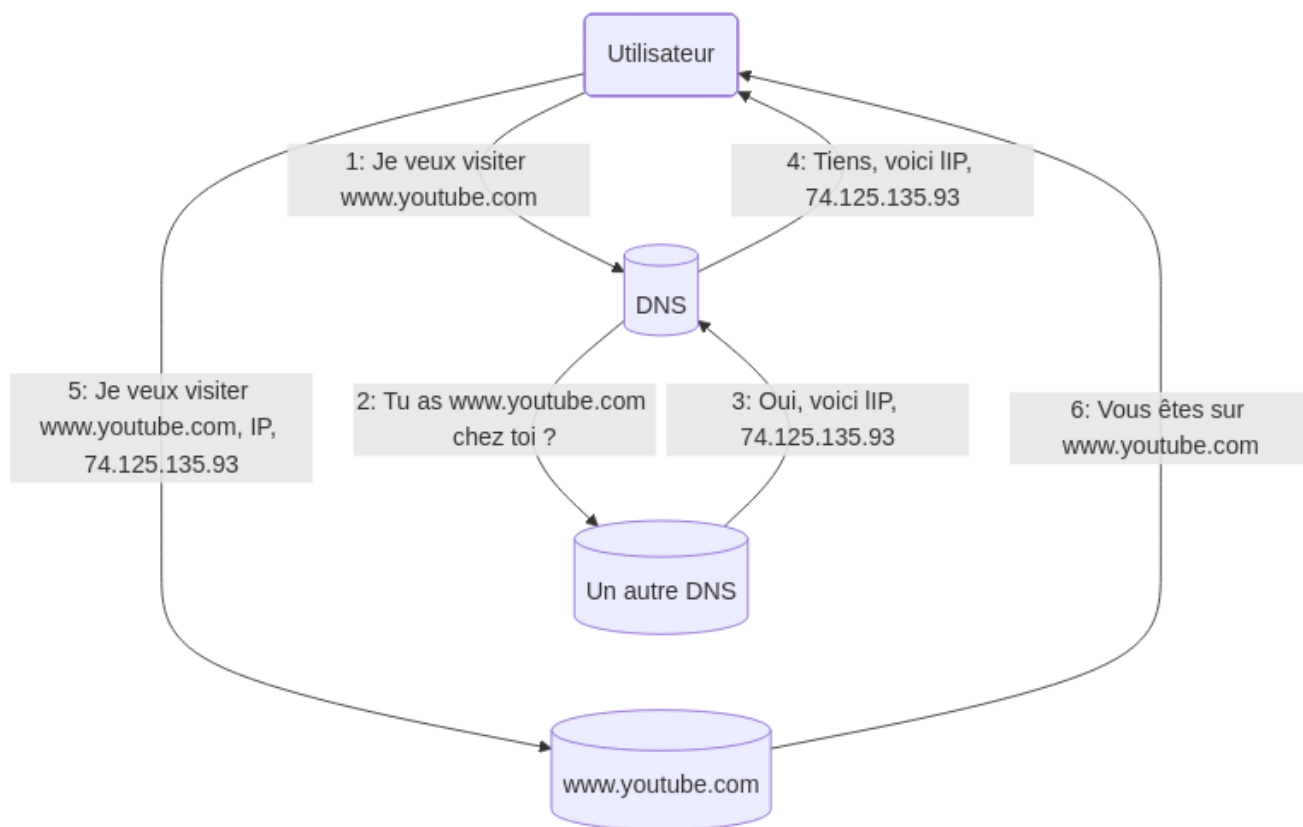 Utilisateur
1: Je veux visiter
www.youtube.com
4: Tiens, voici lIP,
74.125.135.93
DNS
5: Je veux visiter
www.youtube.com, IP,
74.125.135.93
2: Tu as www.youtube.com
chez toi ?
3: Oui, voici lIP,
74.125.135.93
6: Vous êtes sur
www.youtube.com
Un autre DNS
www.youtube.com